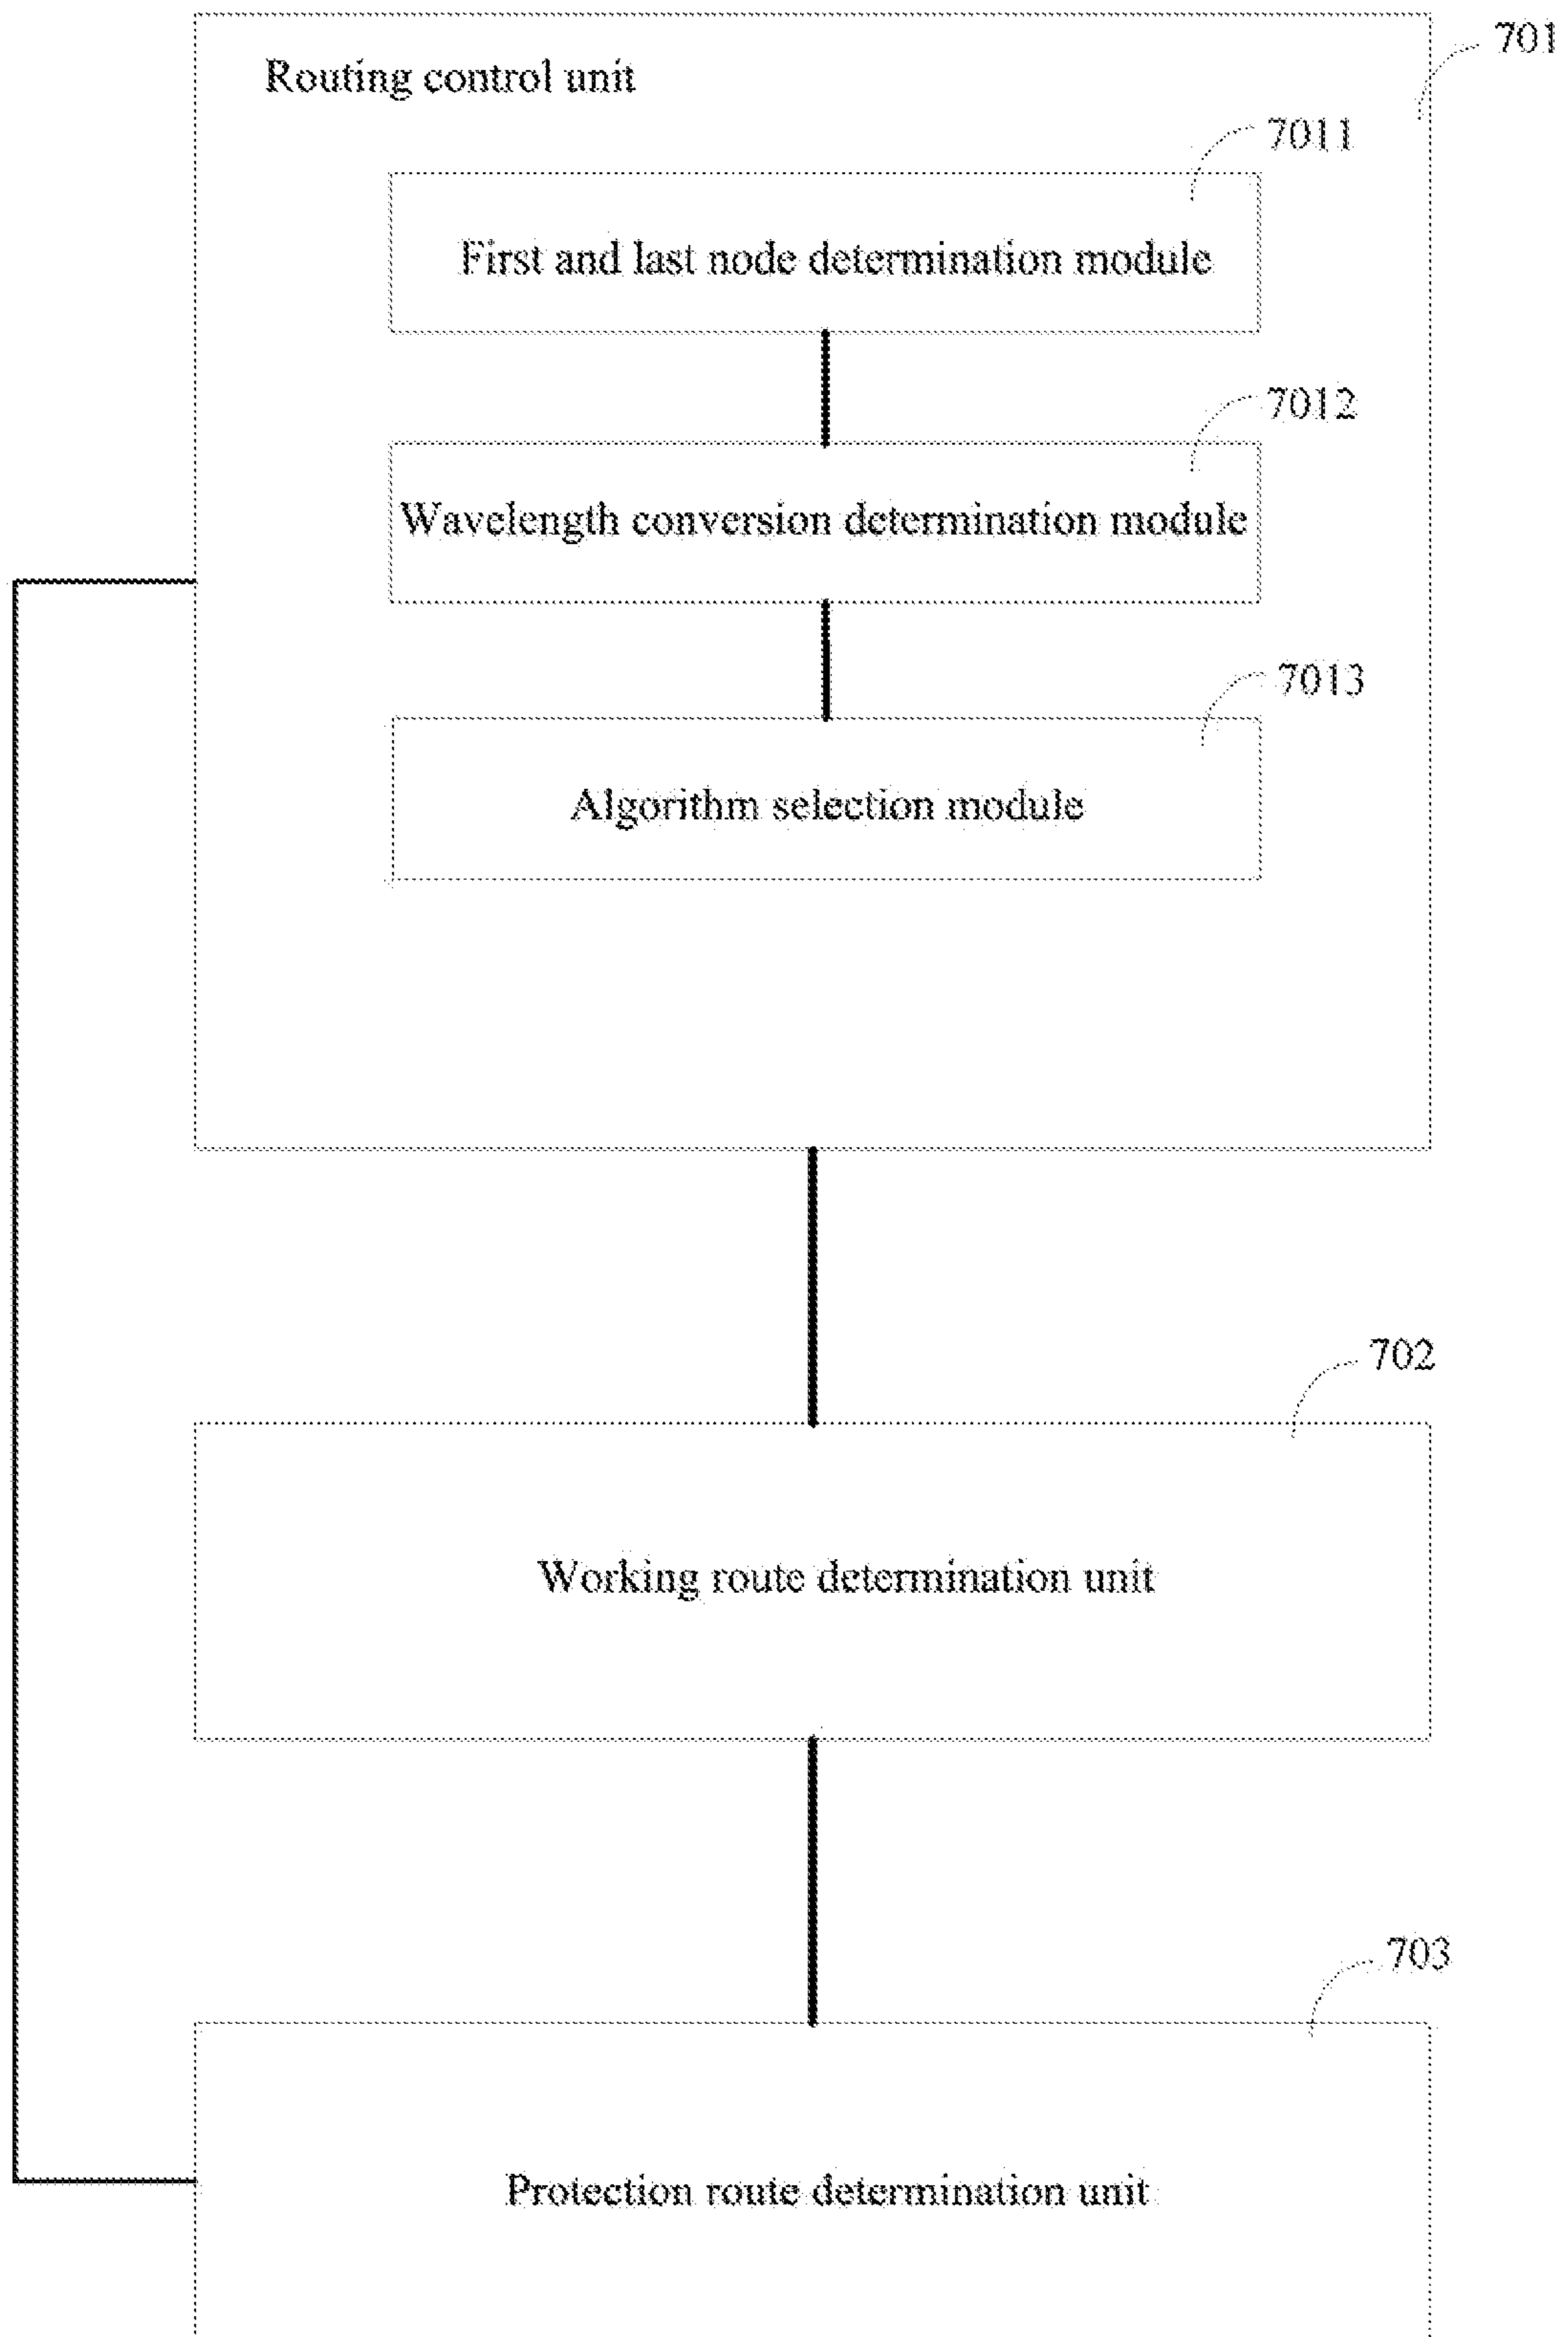 701
Routing control unit
7011
First and last node determination module
7012
Wavelength conversion determination module
7013
Algorithm selection module
702
Working route determination unit
703
Protection route determination unit